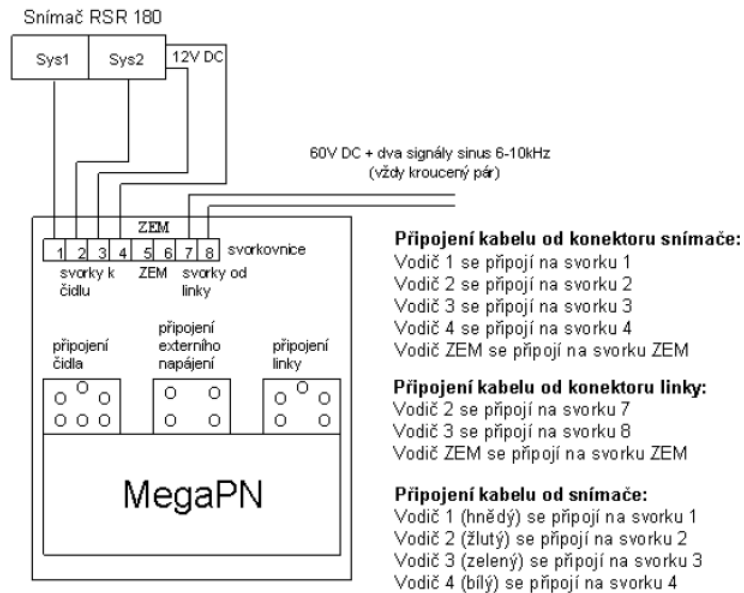 Snímač RSR 180
Sys1
Sys2
12V DC
60V DC + dva signály sinus 6-10kHz
(vždy kroucený pár)
ZEM
1 2 3 4 5 6 7 8 svorkovnice
svorky k čidlu
ZEM
svorky od linky
připojení čidla
připojení externího napájení
připojení linky
MegaPN
Připojení kabelu od konektoru snímače:
Vodič 1 se připojí na svorku 1
Vodič 2 se připojí na svorku 2
Vodič 3 se připojí na svorku 3
Vodič 4 se připojí na svorku 4
Vodič ZEM se připojí na svorku ZEM
Připojení kabelu od konektoru linky:
Vodič 2 se připojí na svorku 7
Vodič 3 se připojí na svorku 8
Vodič ZEM se připojí na svorku ZEM
Připojení kabelu od snímače:
Vodič 1 (hnědý) se připojí na svorku 1
Vodič 2 (žlutý) se připojí na svorku 2
Vodič 3 (zelený) se připojí na svorku 3
Vodič 4 (bílý) se připojí na svorku 4